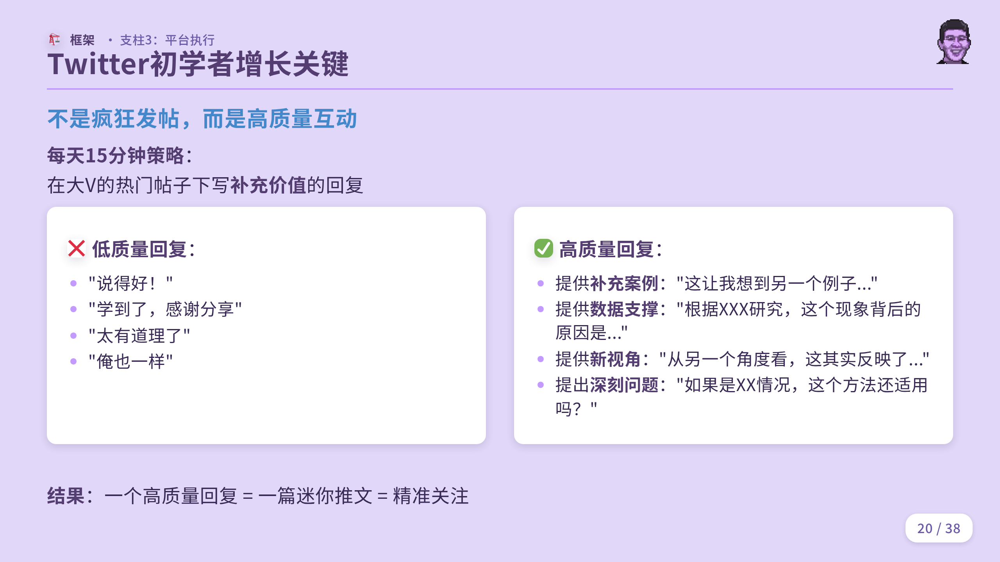 框架 • 支柱3：平台执行
Twitter初学者增长关键
不是疯狂发帖，而是高质量互动
每天15分钟策略：
在大V的热门帖子下写补充价值的回复
低质量回复：
"说得好！"
"学到了，感谢分享"
"太有道理了"
"俺也一样"
高质量回复：
提供补充案例："这让我想到另一个例子..."
提供数据支撑："根据XXX研究，这个现象背后的
原因是..."
提供新视角："从另一个角度看，这其实反映了..."
提出深刻问题："如果是XX情况，这个方法还适用
吗？"
结果：一个高质量回复 = 一篇迷你推文 = 精准关注
20 / 38